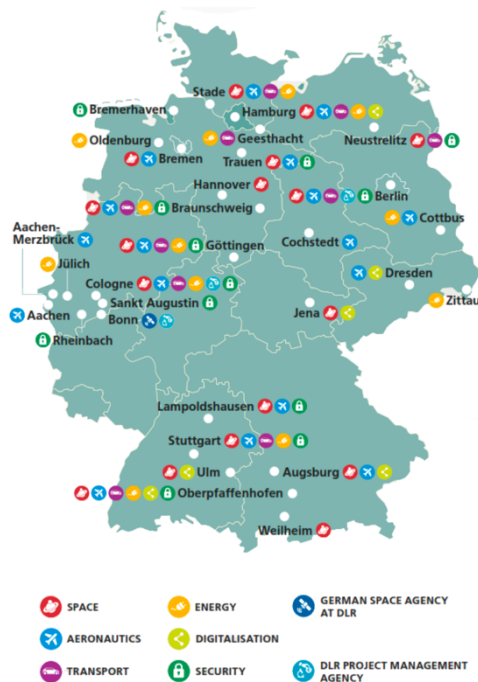 Stade
Bremerhaven
Hamburg
Oldenburg
Geesthacht
Neustrelitz
Bremen
Trauen
Hannover
Berlin
Braunschweig
Cottbus
Aachen-
Merzbrück
Göttingen
Cochstedt
Jülich
Dresden
Cologne
Sankt Augustin
Zittau
Aachen
Bonn
Jena
Rheinbach
Lampoldshausen
Stuttgart
Ulm
Augsburg
Oberpfaffenhofen
Weilheim
SPACE
ENERGY
GERMAN SPACE AGENCY
AT DLR
AERONAUTICS
DIGITALISATION
TRANSPORT
SECURITY
DLR PROJECT MANAGEMENT
AGENCY